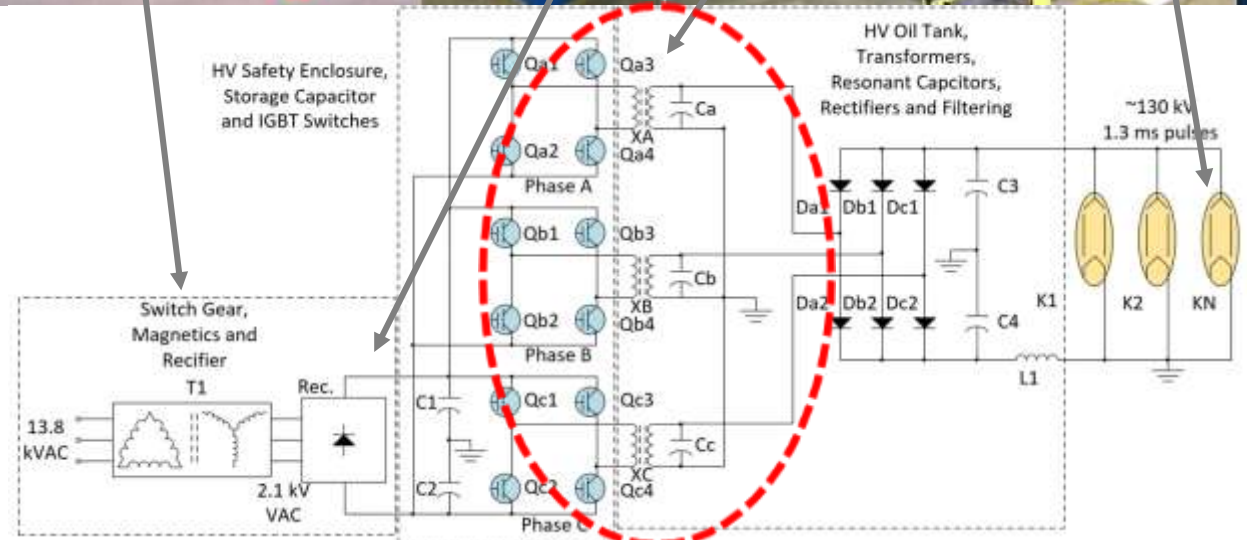 HV Safety Enclosure,
Storage Capacitor
and IGBT Switches
HV Oil Tank,
Transformers,
Resonant Capcitors,
Rectifiers and Filtering
~130 kV
1.3 ms pulses
Qa1
Qa3
Ca
XA
Qa2
Qa4
Phase A
Da1
Db1
Dc1
C3
Qb1
Qb3
Cb
XB
Qb2
Qb4
Phase B
Da2
Db2
Dc2
C4
K1
K2
KN
L1
Switch Gear,
Magnetics and
Rectifier
T1
Rec.
13.8
kVAC
2.1 kV
VAC
C1
C2
Qc1
Qc3
Cc
XC
Qc2
Qc4
Phase C